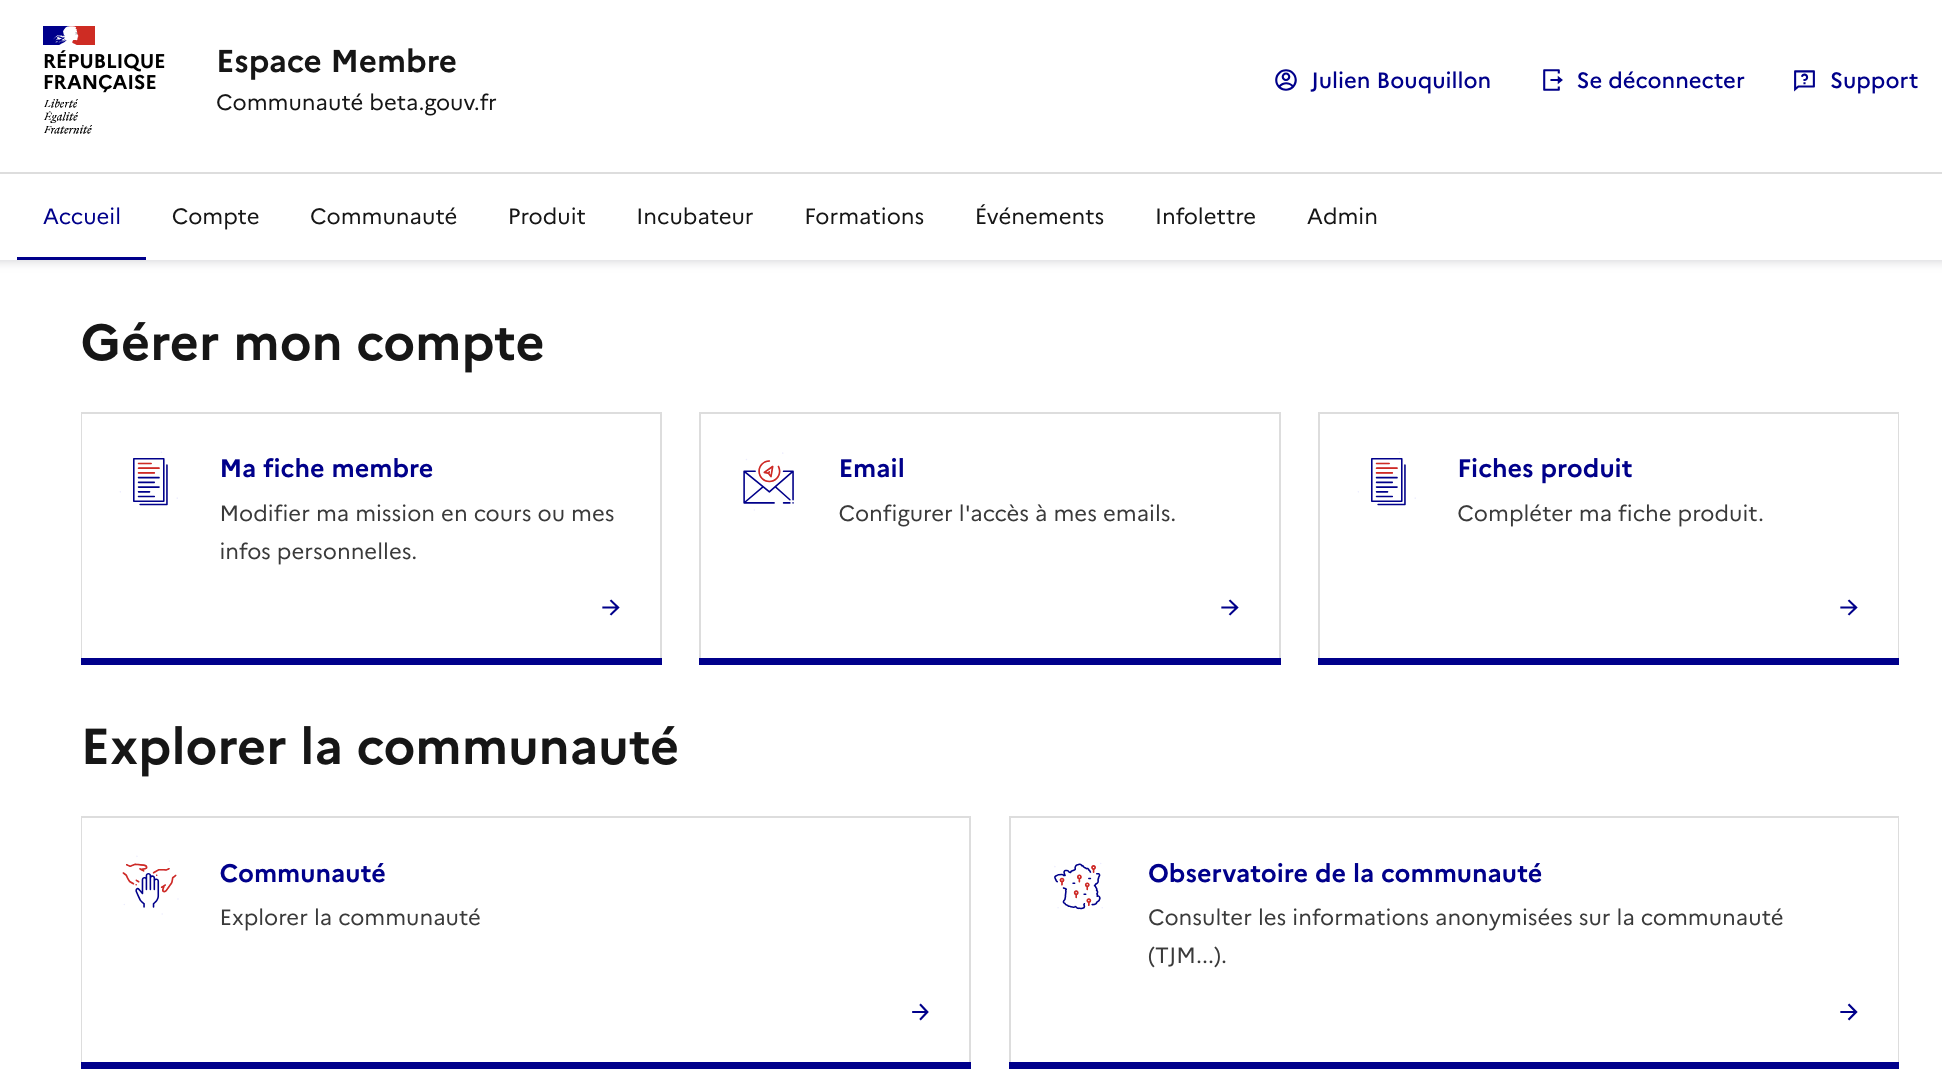 RÉPUBLIQUE
FRANÇAISE
Liberté
Égalité
Fraternité
Espace Membre
Communauté beta.gouv.fr
Julien Bouquillon
Se déconnecter
Support
Accueil Compte Communauté Produit Incubateur Formations Événements Infolettre Admin
Gérer mon compte
Ma fiche membre
Modifier ma mission en cours ou mes
infos personnelles.
Email
Configurer l'accès à mes emails.
Fiches produit
Compléter ma fiche produit.
Explorer la communauté
Communauté
Explorer la communauté
Observatoire de la communauté
Consulter les informations anonymisées sur la communauté
(TJM...).